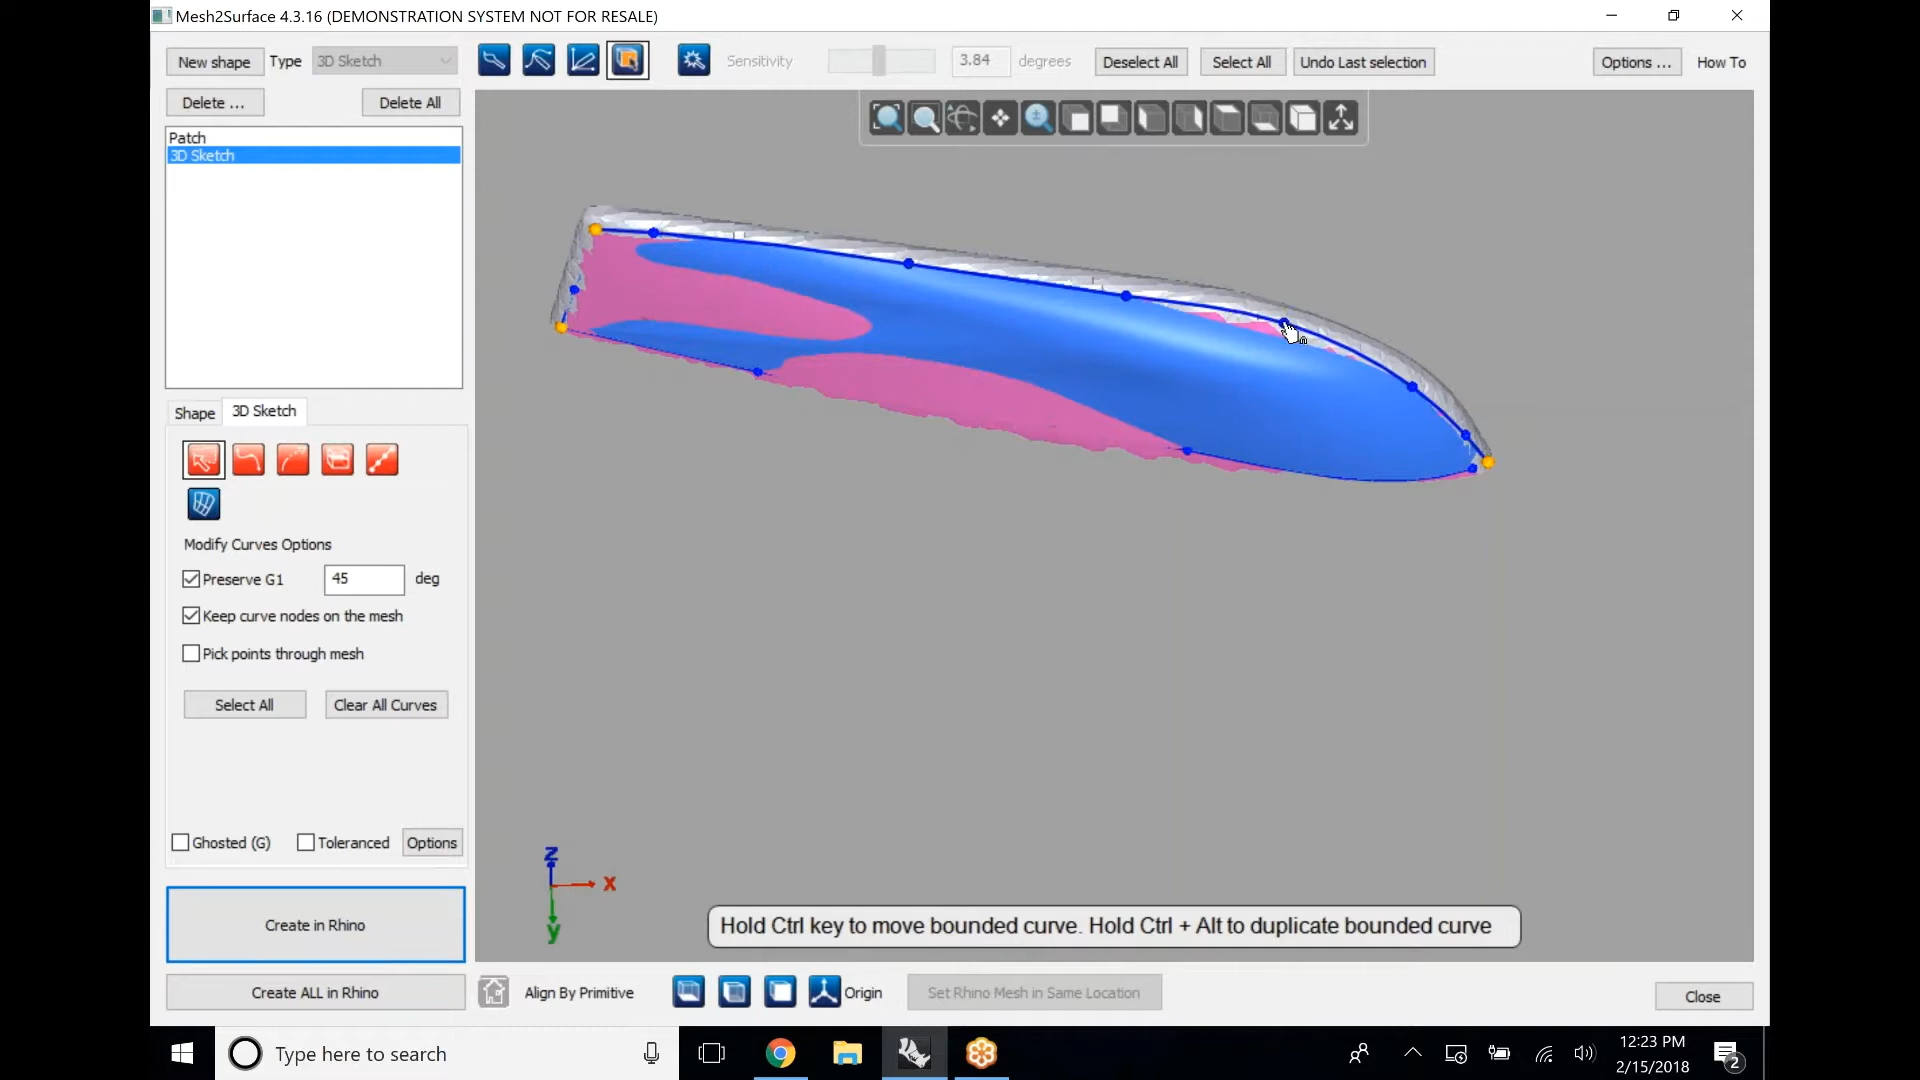 Mesh2Surface 4.3.16 (DEMONSTRATION SYSTEM NOT FOR RESALE)
New shape Type 3D Sketch Sensitivity 3.84 degrees Deselect All Select All Undo Last selection Options ... How To
Delete ... Delete All
Patch
3D Sketch
Shape 3D Sketch
Modify Curves Options
Preserve G1 45 deg
Keep curve nodes on the mesh
Pick points through mesh
Select All Clear All Curves
Ghosted (G) Toleranced Options
z
x
y
Create in Rhino
Hold Ctrl key to move bounded curve. Hold Ctrl + Alt to duplicate bounded curve
Create ALL in Rhino Align By Primitive Origin Set Rhino Mesh in Same Location Close
Type here to search
12:23 PM
2/15/2018
2